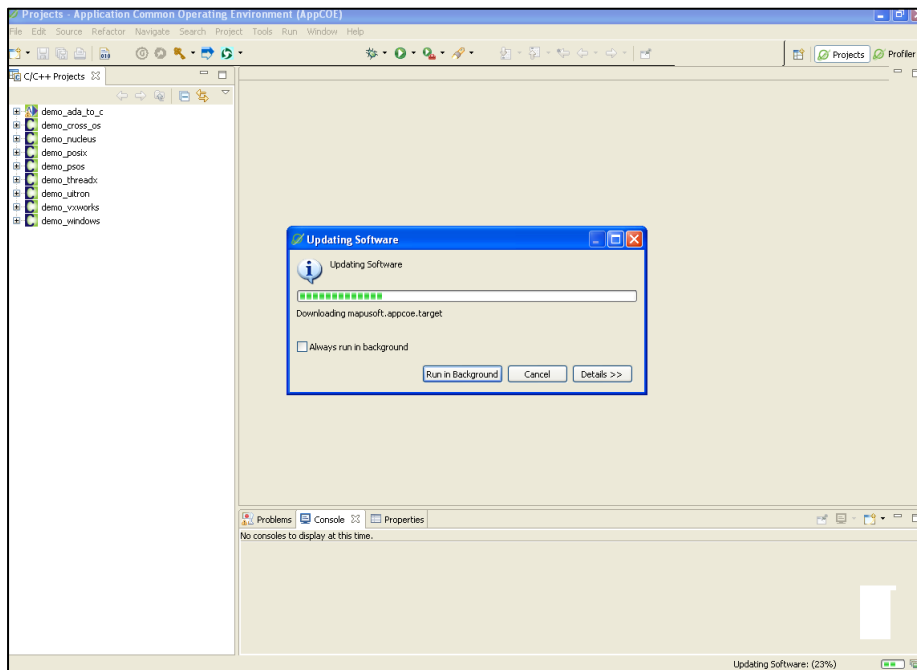 Projects - Application Common Operating Environment (AppCOE)
File Edit Source Refactor Navigate Search Project Tools Run Window Help
Projects Profiler
C/C++ Projects
demo_ada_to_c
demo_cross_os
demo_nucleus
demo_posix
demo_psos
demo_threadx
demo_uitron
demo_vxworks
demo_windows
Updating Software
Updating Software
Downloading mapusoft.appcoe.target
Always run in background
Run in Background Cancel Details >>
Problems Console Properties
No consoles to display at this time.
Updating Software: (23%)